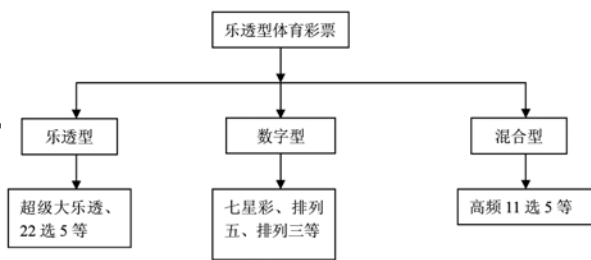 乐透型体育彩票
乐透型
数字型
混合型
超级大乐透、
22 选 5 等
七星彩、排列
五、排列三等
高频 11 选 5 等